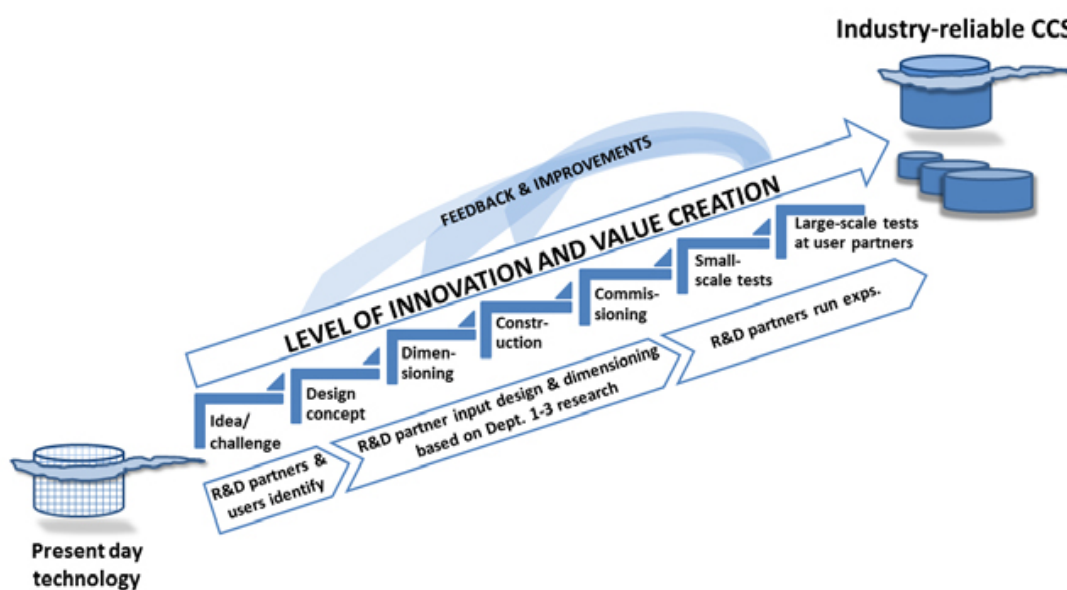 Industry-reliable CCS
FEEDBACK & IMPROVEMENTS
LEVEL OF INNOVATION AND VALUE CREATION
Idea/
challenge
Design
concept
Dimen-
sioning
Constr-
uction
Commis-
sioning
Small-
scale tests
Large-scale tests
at user partners
R&D partners &
users identify
R&D partner input design & dimensioning
based on Dept. 1-3 research
R&D partners run exps.
Present day
technology